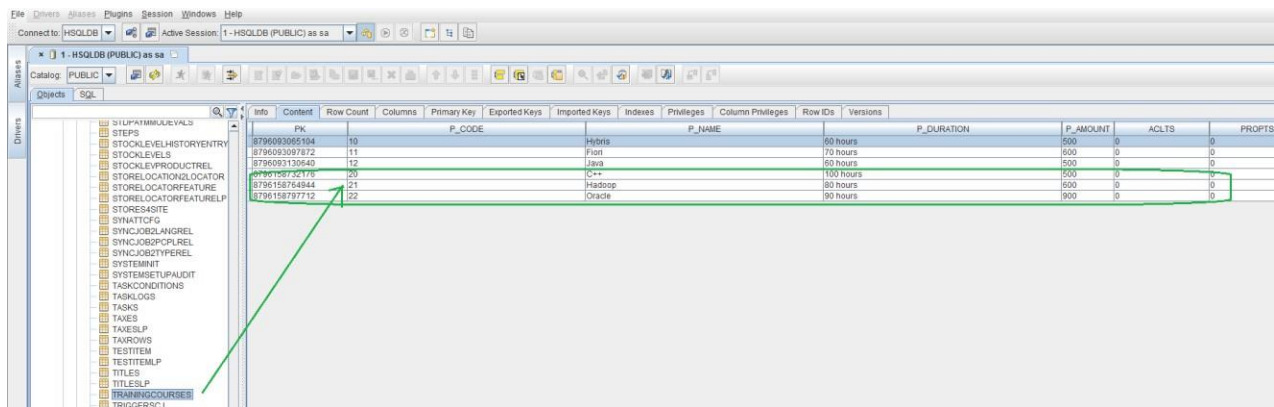 File Drivers Aliases Plugins Session Windows Help
Connect to: HSQLDB Active Session: 1 - HSQLDB (PUBLIC) as sa
1 - HSQLDB (PUBLIC) as sa
Catalog: PUBLIC
Aliases
Drivers
Objects SQL
Info Content Row Count Columns Primary Key Exported Keys Imported Keys Indexes Privileges Column Privileges Row IDs Versions
STDPAYMMODEVALS
STEPS
STOCKLEVELHISTORYENTRY
STOCKLEVELS
STOCKLEVPRODUCTREL
STORELOCATION2LOCATOR
STORELOCATORFEATURE
STORELOCATORFEATURELP
STORES4SITE
SYNATTCFG
SYNCJOB2LANGREL
SYNCJOB2PCPLREL
SYNCJOB2TYPEREL
SYSTEMINIT
SYSTEMSETUPAUDIT
TASKCONDITIONS
TASKLOGS
TASKS
TAXES
TAXESLP
TAXROWS
TESTITEM
TESTITEMLP
TITLES
TITLESLP
TRAININGCOURSES
TRIGGERSCJ
PK P_CODE P_NAME P_DURATION P_AMOUNT ACLTS PROPTS
8796093065104 10 Hybris 60 hours 500 0 0
8796093097872 11 Fiori 70 hours 600 0 0
8796093130640 12 Java 60 hours 500 0 0
8796158732176 20 C++ 100 hours 500 0 0
8796158764944 21 Hadoop 80 hours 600 0 0
8796158797712 22 Oracle 90 hours 900 0 0